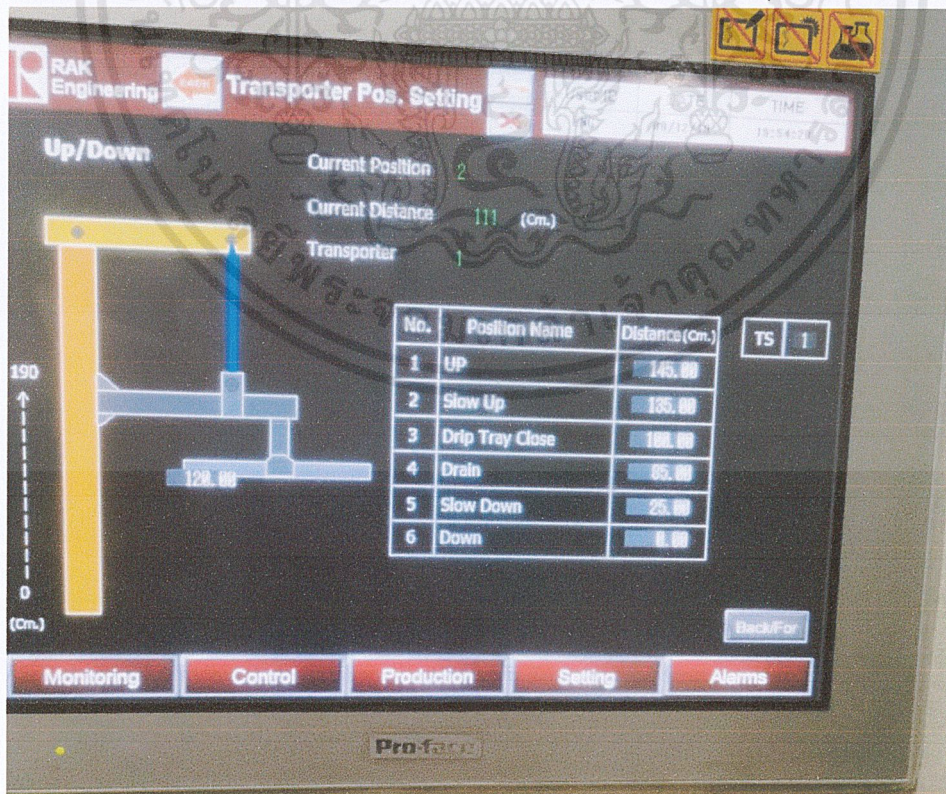 RAK
Engineering
Transporter Pos. Setting
TIME
Up/Down
Current Position 2
Current Distance 111 (Cm.)
Transporter 1
No. Position Name Distance(Cm.)
TS 1
1 UP 145.00
2 Slow Up 135.00
3 Drip Tray Close 100.00
4 Drain 85.00
5 Slow Down 25.00
6 Down 0.00
190
120.00
0
(Cm.)
Back/For
Monitoring Control Production Setting Alarms
Pro-face